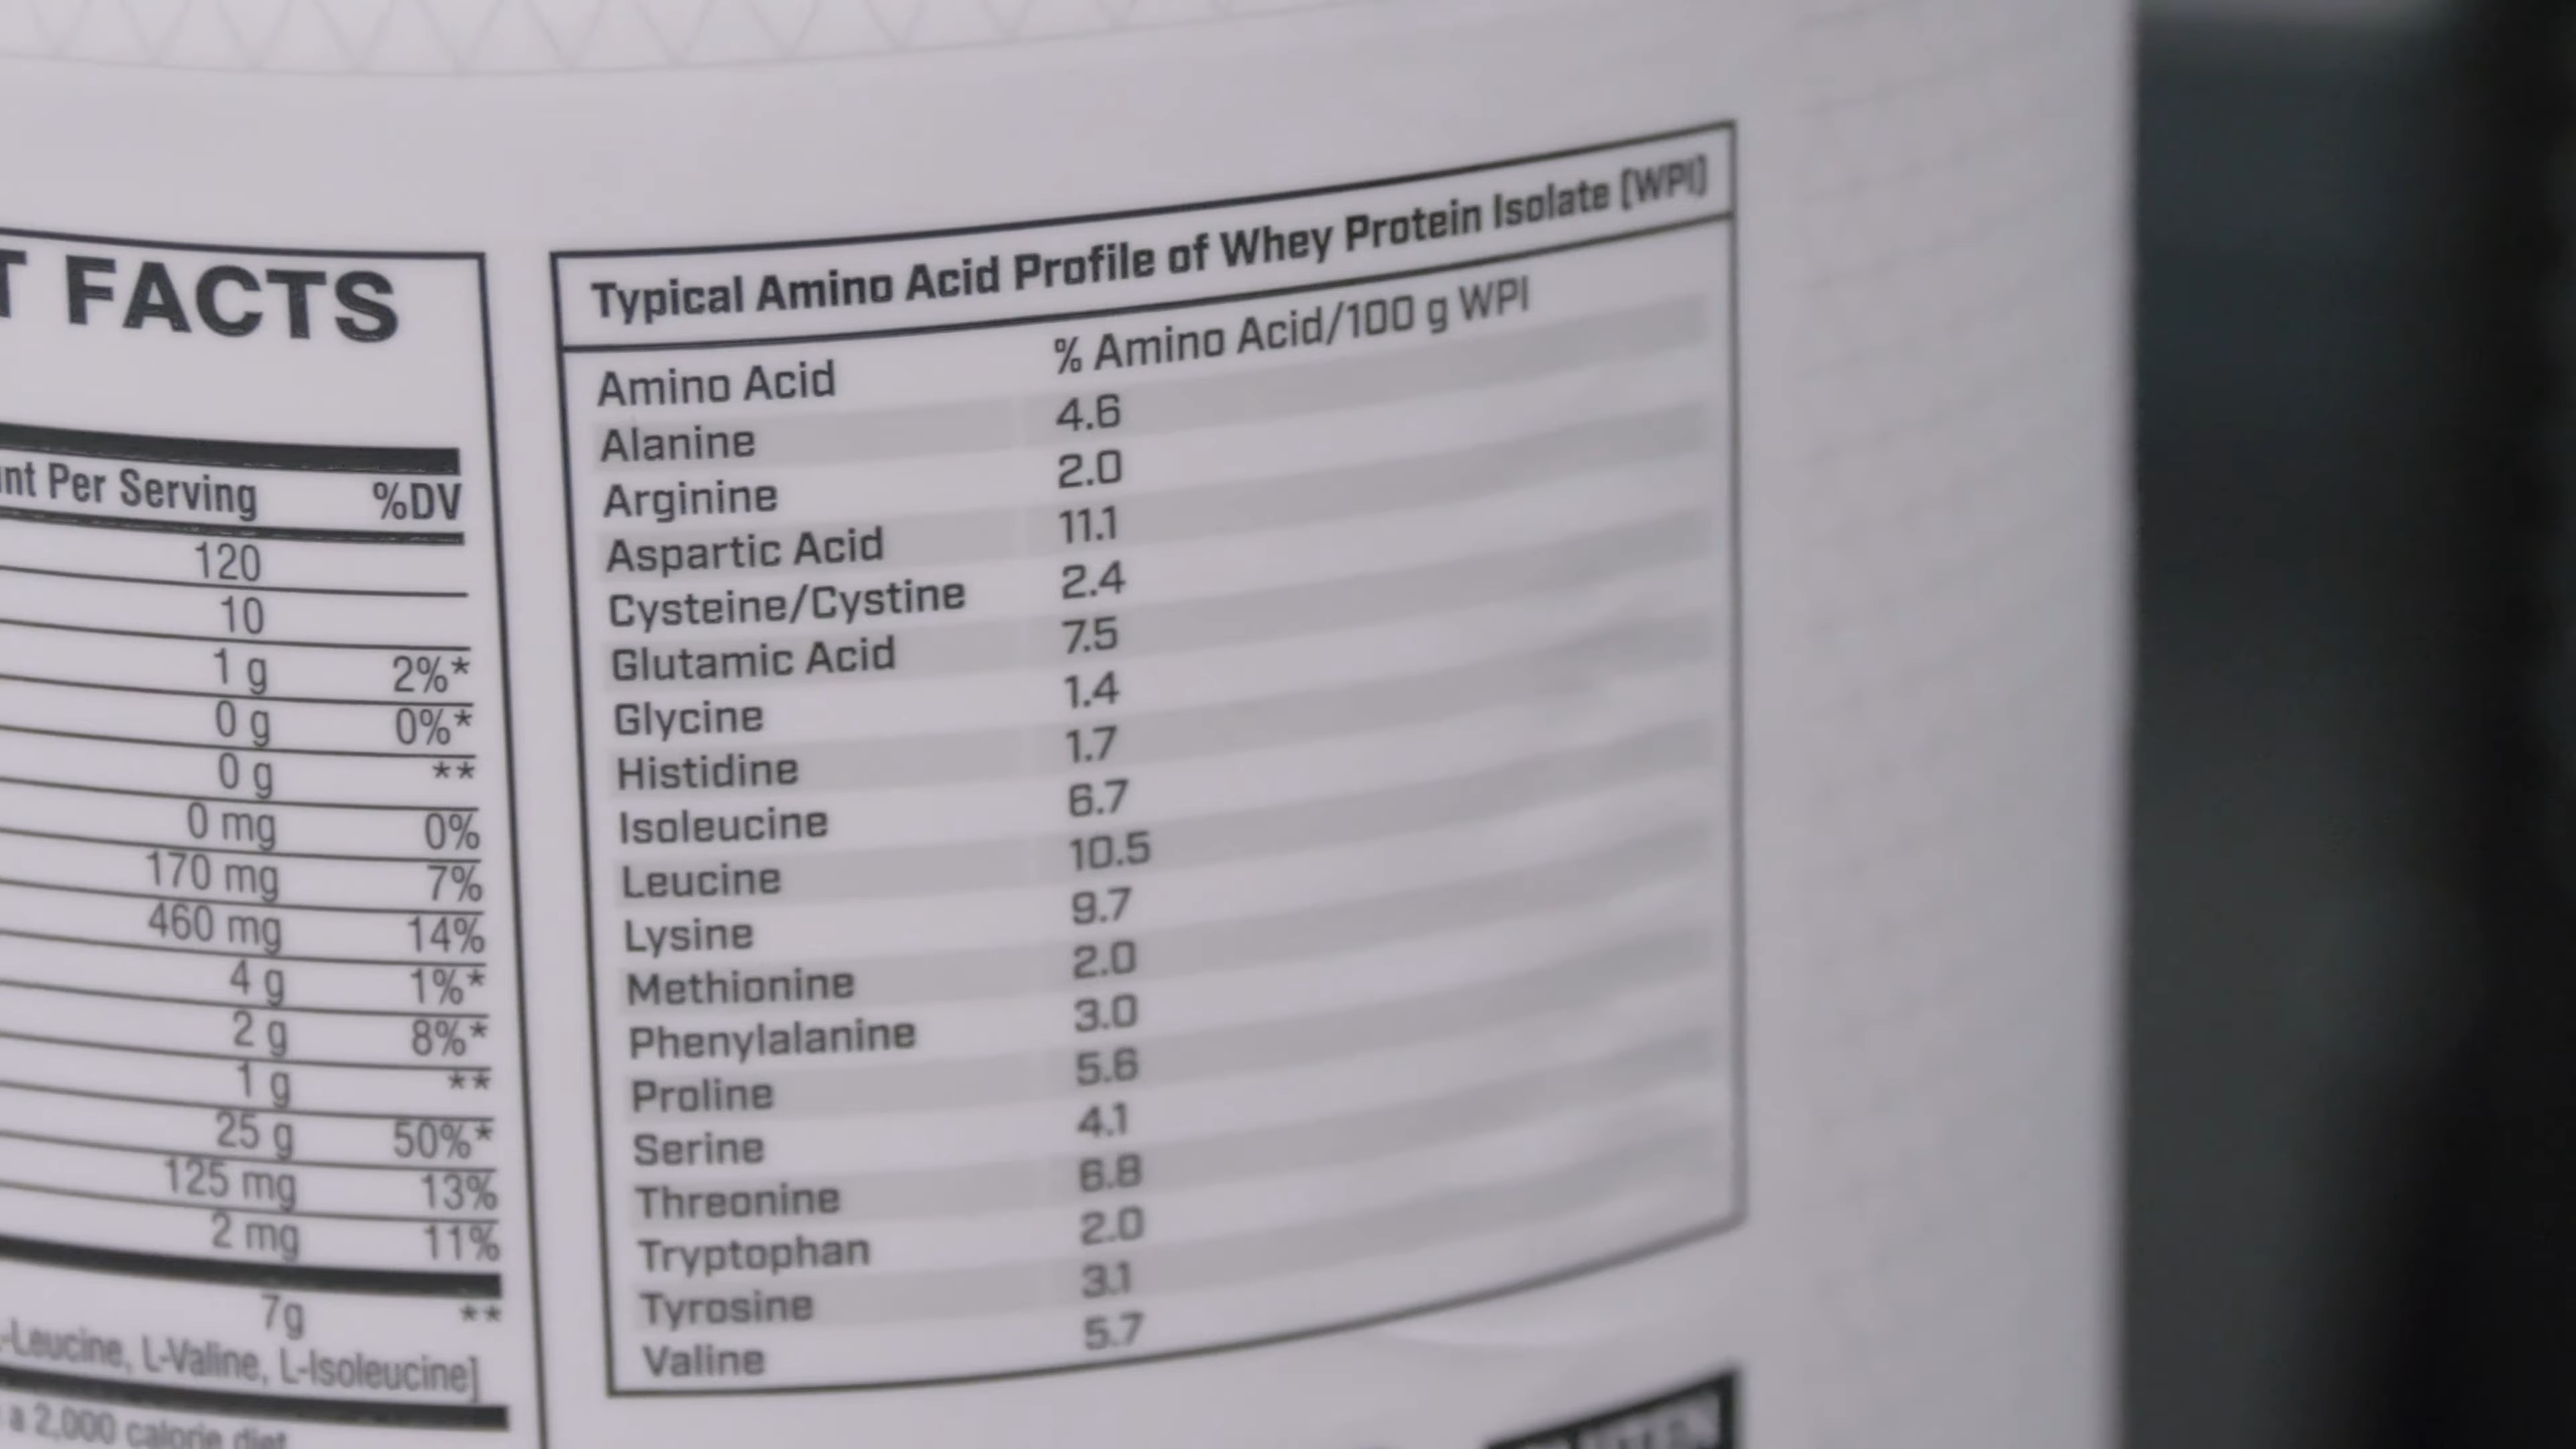 T FACTS
nt Per Serving %DV
120
10
1 g 2%*
0 g 0%*
0 g **
0 mg 0%
170 mg 7%
460 mg 14%
4 g 1%*
2 g 8%*
1 g **
25 g 50%*
125 mg 13%
2 mg 11%
7g **
-Leucine, L-Valine, L-Isoleucine]
a 2,000 calorie diet
Typical Amino Acid Profile of Whey Protein Isolate (WPI)
Amino Acid % Amino Acid/100 g WPI
Alanine 4.6
Arginine 2.0
Aspartic Acid 11.1
Cysteine/Cystine 2.4
Glutamic Acid 7.5
Glycine 1.4
Histidine 1.7
Isoleucine 6.7
Leucine 10.5
Lysine 9.7
Methionine 2.0
Phenylalanine 3.0
Proline 5.6
Serine 4.1
Threonine 6.8
Tryptophan 2.0
Tyrosine 3.1
Valine 5.7